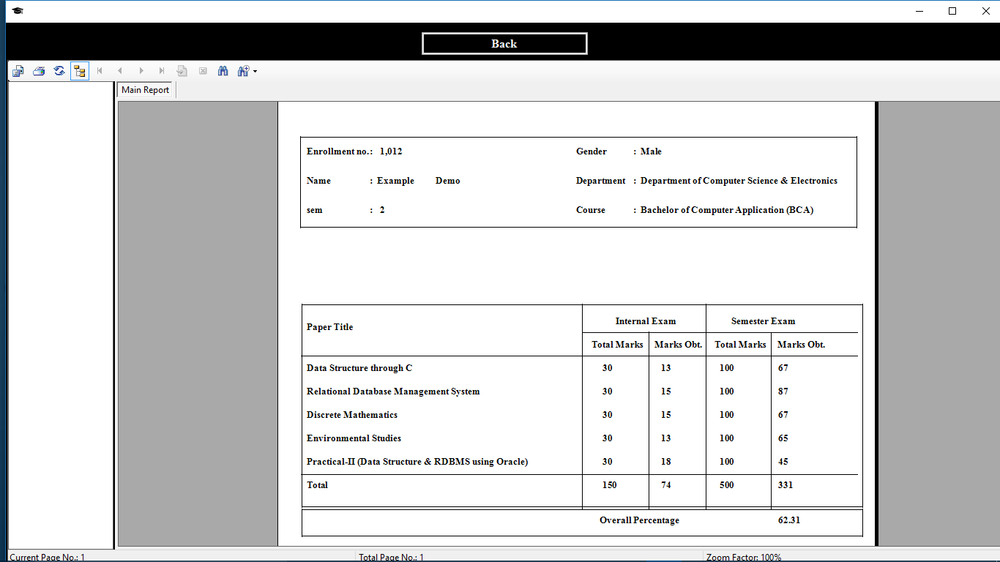 Back
Main Report
Enrollment no. : 1,012 Gender : Male
Name : Example Demo Department : Department of Computer Science & Electronics
sem : 2 Course : Bachelor of Computer Application (BCA)
Paper Title Internal Exam Semester Exam
Total Marks Marks Obt. Total Marks Marks Obt.
Data Structure through C 30 13 100 67
Relational Database Management System 30 15 100 87
Discrete Mathematics 30 15 100 67
Environmental Studies 30 13 100 65
Practical-II (Data Structure & RDBMS using Oracle) 30 18 100 45
Total 150 74 500 331
Overall Percentage 62.31
Current Page No.: 1 Total Page No.: 1 Zoom Factor: 100%